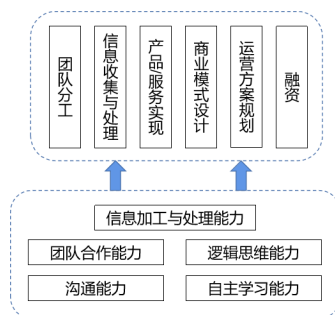 团队分工
信息收集与处理
产品/服务实现
商业模式设计
运营方案规划
融资
信息加工与处理能力
团队合作能力
逻辑思维能力
沟通能力
自主学习能力